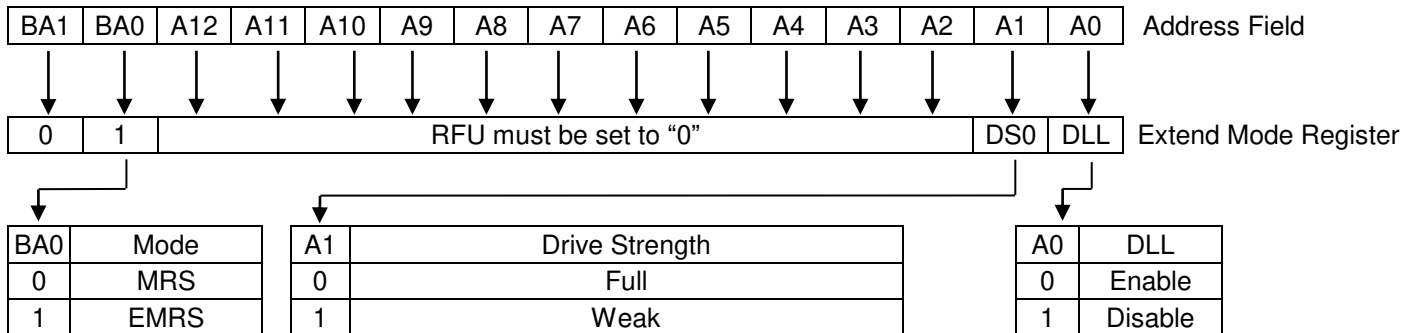 BA1 BA0 A12 A11 A10 A9 A8 A7 A6 A5 A4 A3 A2 A1 A0 Address Field
0 1 RFU must be set to “0” DS0 DLL Extend Mode Register
BA0 Mode A1 Drive Strength A0 DLL
0 MRS 0 Full 0 Enable
1 EMRS 1 Weak 1 Disable